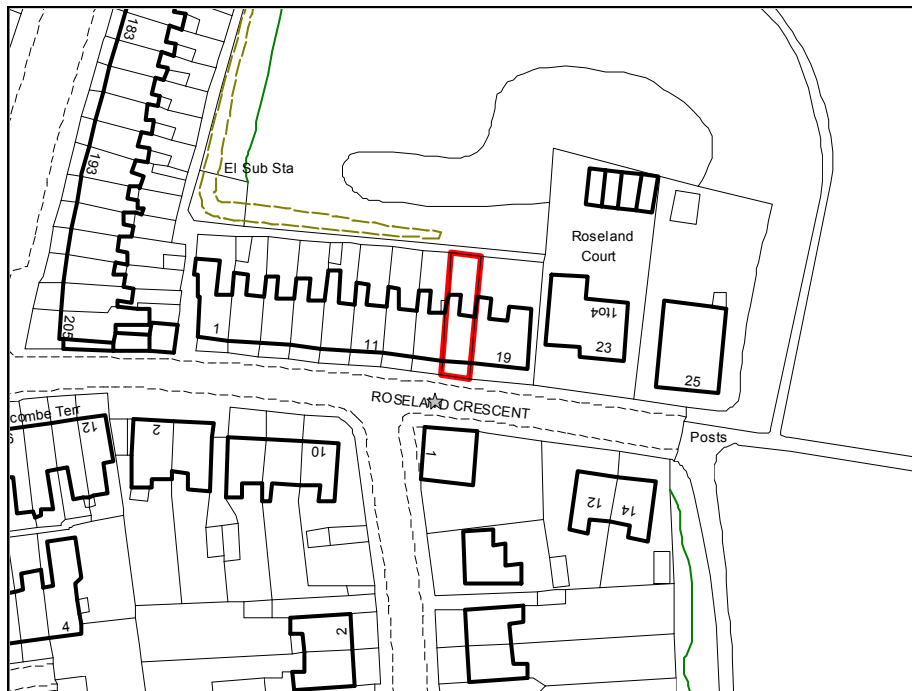 183
193
205
El Sub Sta
Roseland
Court
1to4
23
25
1
11
19
ROSELAND CRESCENT
Posts
combe Terr
12
2
10
1
12
14
4
2